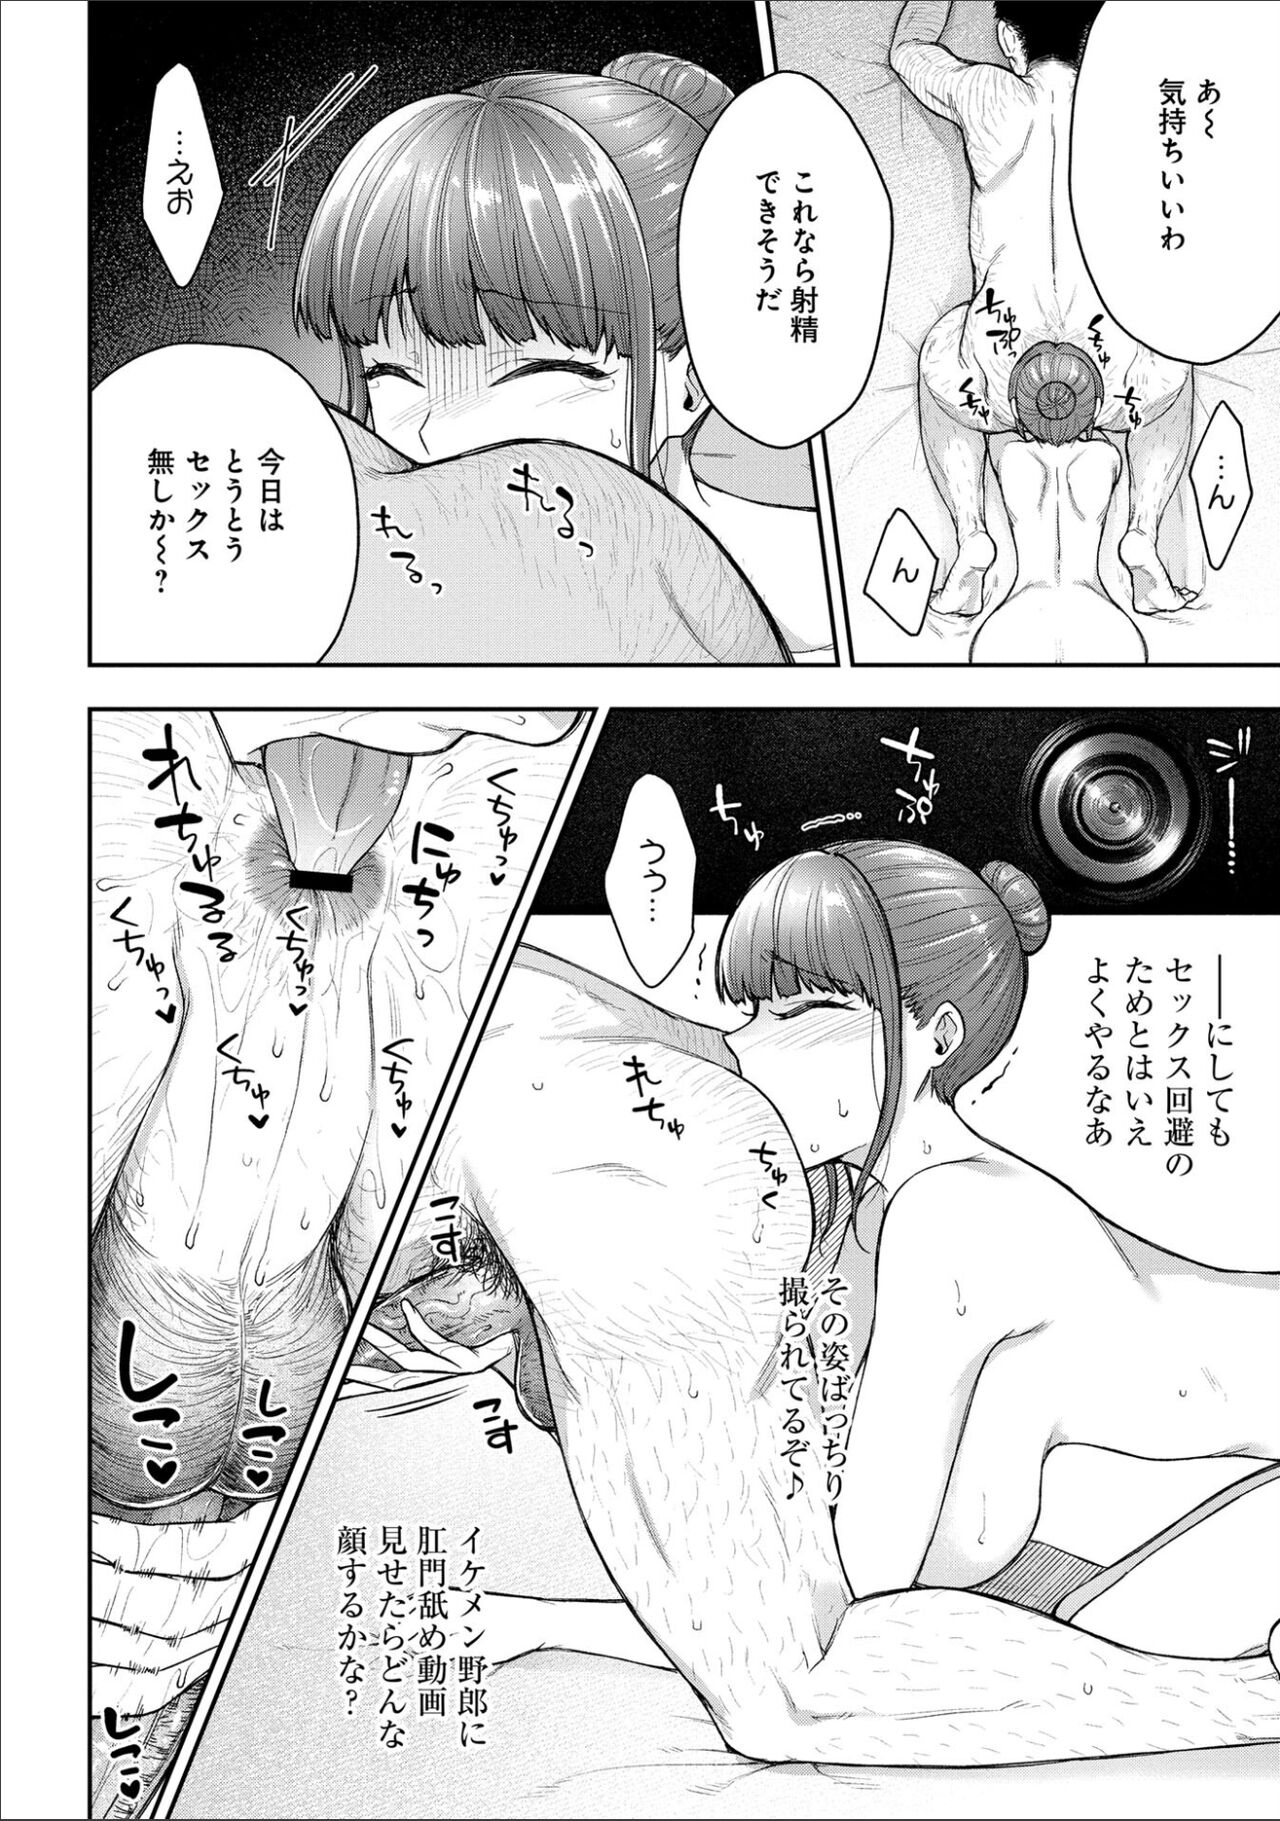 あ〜
気持ちいいわ
ちゅ
ぷっ
ちゅ
ちゅ
ちゅ
…ん
ん
これなら射精
できそうだ
…えお
れるっ
れるっ
今日は
とうとう
セックス
無しか〜?
――にしても
セックス回避の
ためとはいえ
よくやるなあ
ちゅ
ぷ
ちゅ
うう…
れ
ちゅ
ちゅ
く
その姿ばっちり
撮られてるぞ♪
こす
こす
イケメン野郎に
肛門舐め動画
見せたらどんな
顔するかな?
くちゅっ
にゅ
ちっ
れ
ちゅ
るる
くちゅっ♥
くちゅっ♥
くちゅっ♥
しこっ♥
しこっ♥
しこっ♥